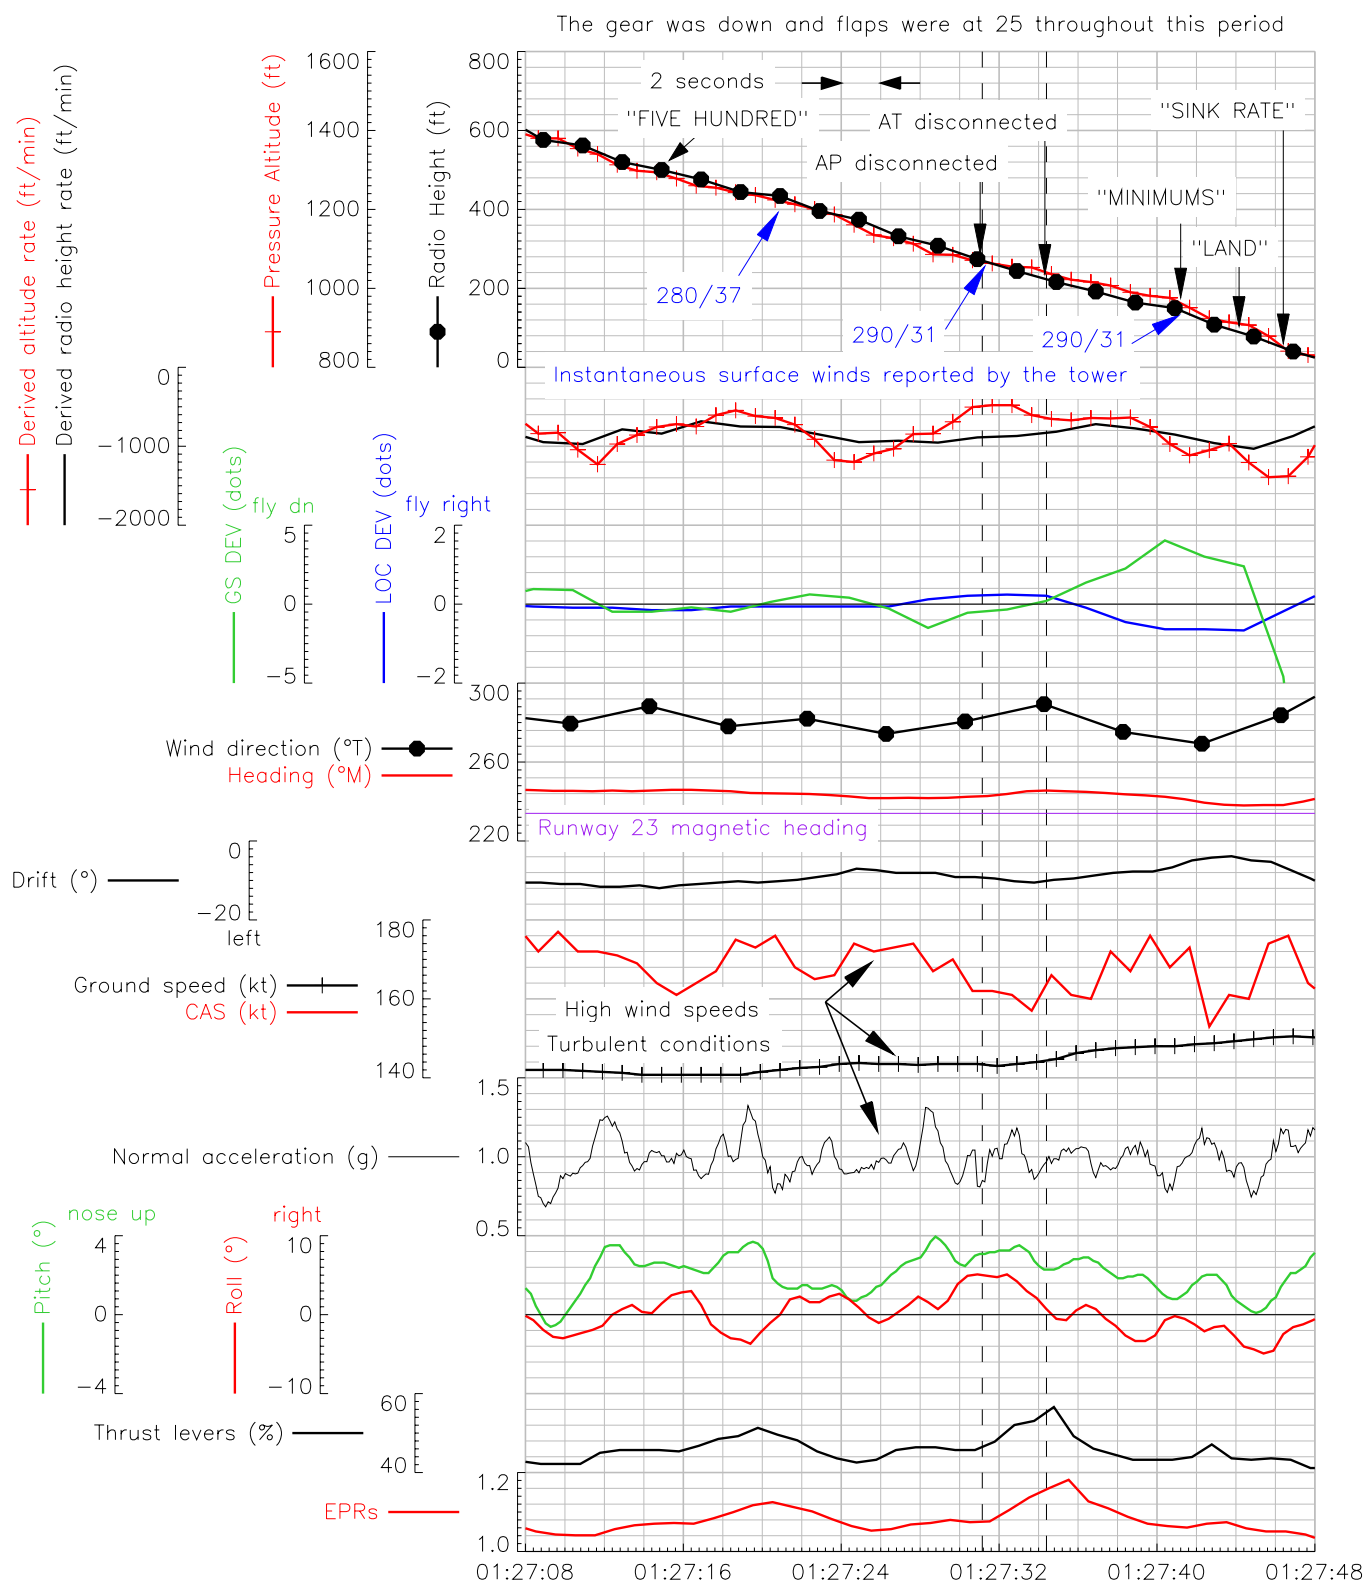 The gear was down and flaps were at 25 throughout this period
Derived altitude rate (ft/min)
Derived radio height rate (ft/min)
Pressure Altitude (ft)
Radio Height (ft)
1600
1400
1200
1000
800
800
600
400
200
0
2 seconds
"FIVE HUNDRED"
AT disconnected
AP disconnected
"SINK RATE"
"MINIMUMS"
"LAND"
280/37
290/31
290/31
Instantaneous surface winds reported by the tower
0
-1000
-2000
GS DEV (dots)
fly dn
5
0
-5
LOC DEV (dots)
fly right
2
0
-2
300
260
220
Wind direction (°T)
Heading (°M)
Runway 23 magnetic heading
Drift (°)
0
-20
left
180
160
140
Ground speed (kt)
CAS (kt)
High wind speeds
Turbulent conditions
1.5
1.0
0.5
Normal acceleration (g)
nose up
Pitch (°)
4
0
-4
right
Roll (°)
10
0
-10
Thrust levers (%)
60
40
EPRs
1.2
1.0
01:27:08 01:27:16 01:27:24 01:27:32 01:27:40 01:27:48